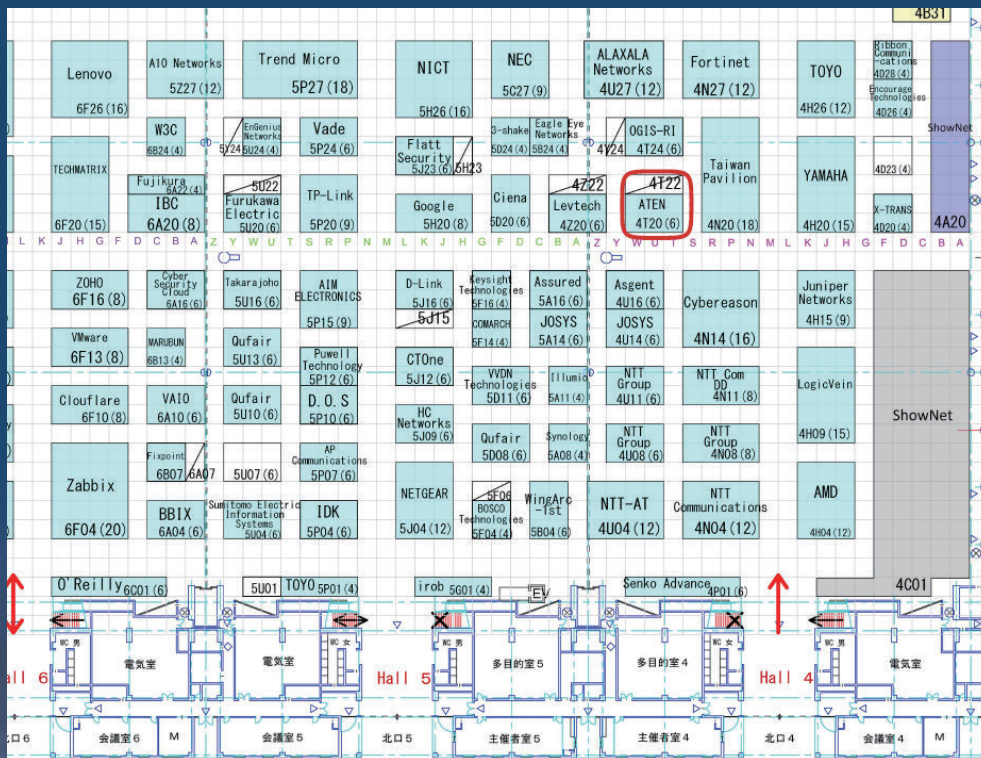 4B31
Lenovo
6F26(16)
A10 Networks
5Z27(12)
Trend Micro
5P27(18)
NICT
5H26(16)
NEC
5C27(9)
ALAXALA
Networks
4U27(12)
Fortinet
4N27(12)
TOYO
4H26(12)
Ribbon
Communi
-cations
4D28(4)
Encourage
Technologies
4D26(4)
ShowNet
4A20
W3C
6B24(4)
5Y24
EnGenius
Networks
5U24(4)
Vade
5P24(6)
Flatt
Security
5J23(6)
5H23
3-shake
5D24(4)
Eagle Eye
Networks
5B24(4)
4Y24
OGIS-RI
4T24(6)
Taiwan
Pavilion
4N20(18)
4D23(4)
TECHMATRIX
6F20(15)
Fujikura
6A22(4)
IBC
6A20(8)
5U22
Furukawa
Electric
5U20(6)
TP-Link
5P20(9)
Google
5H20(8)
Ciena
5D20(6)
4Z22
Levtech
4Z20(6)
4T22
ATEN
4T20(6)
YAMAHA
4H20(15)
X-TRANS
4D20(4)
L K J H G F D C B A Z Y W U T S R P N M L K J H G F D C B A Z Y W U T S R P N M L K J H G F D C B A
ZOHO
6F16(8)
Cyber
Security
Cloud
6A16(6)
Takarajoho
5U16(6)
AIM
ELECTRONICS
5P15(9)
D-Link
5J16(6)
5J15
Keysight
Technologies
5F16(4)
Assured
5A16(6)
Asgent
4U16(6)
Cybereason
4N14(16)
Juniper
Networks
4H15(9)
VMware
6F13(8)
MARUBUN
6B13(4)
Qufair
5U13(6)
Puwell
Technology
5P12(6)
CTOne
5J12(6)
COMARCH
5F14(4)
JOSYS
5A14(6)
JOSYS
4U14(6)
Clouflare
6F10(8)
VAIO
6A10(6)
Qufair
5U10(6)
D.O.S
5P10(6)
HC
Networks
5J09(6)
VVDN
Technologies
5D11(6)
Illumio
5A11(4)
NTT
Group
4U11(6)
NTT Com
DD
4N11(8)
LogicVein
4H09(15)
ShowNet
4C01
Zabbix
6F04(20)
Fixpoint
6B07
6A07
5U07(6)
AP
Communications
5P07(6)
Qufair
5D08(6)
Synology
5A08(4)
NTT
Group
4U08(6)
NTT
Group
4N08(8)
BBIX
6A04(6)
Sumitomo Electric
Information
Systems
5U04(6)
IDK
5P04(6)
NETGEAR
5J04(12)
5F06
BOSCO
Technologies
5F04(4)
WingArc
-1st
5B04(6)
NTT-AT
4U04(12)
NTT
Communications
4N04(12)
AMD
4H04(12)
O'Reilly
6C01(6)
5U01
TOYO
5P01(4)
irob
5G01(4)
EV
Senko Advance
4P01(6)
WC 男
電気室
電気室
WC 女
WC 男
多目的室5
多目的室4
WC 女
WC 男
電気室
all 6
Hall 5
Hall 4
北口6
会議室6
M
会議室5
北口5
主催者室5
主催者室4
北口4
会議室4
M